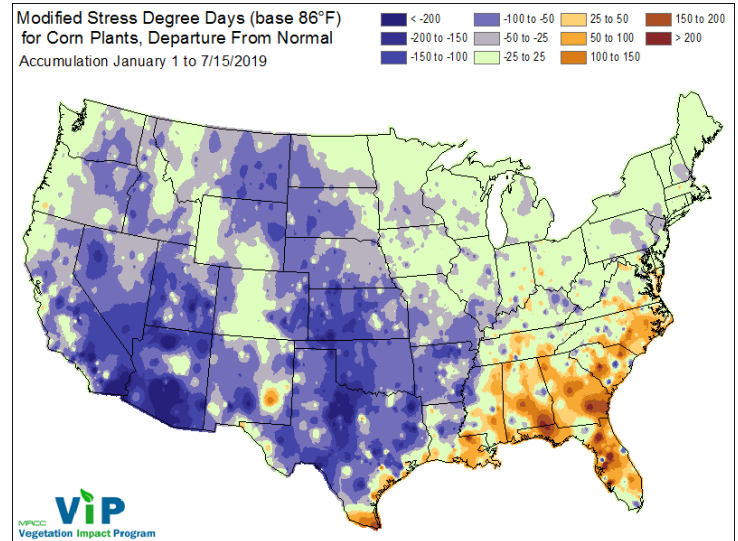 Modified Stress Degree Days (base 86°F)
for Corn Plants, Departure From Normal
Accumulation January 1 to 7/15/2019
< -200
-200 to -150
-150 to -100
-100 to -50
-50 to -25
-25 to 25
25 to 50
50 to 100
100 to 150
150 to 200
> 200
MRCC
ViP
Vegetation Impact Program